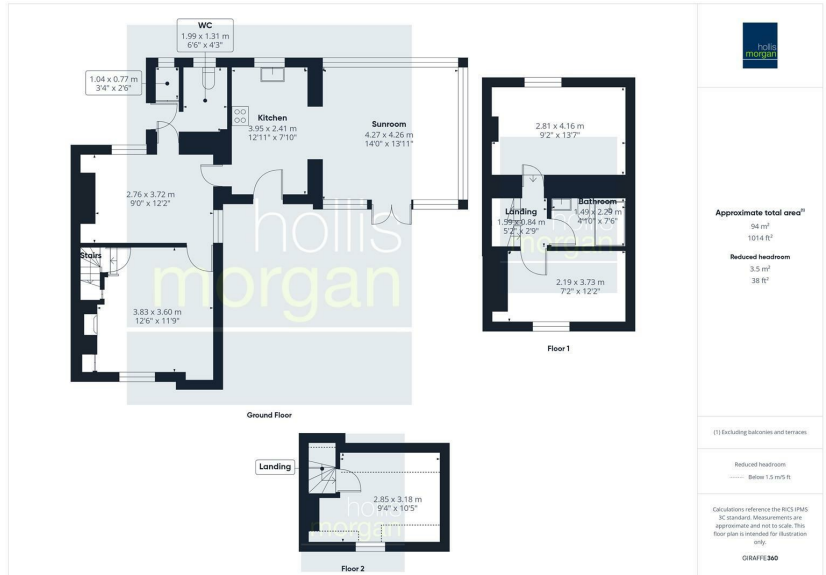 WC
1.99 x 1.31 m
6'6" x 4'3"
1.04 x 0.77 m
3'4" x 2'6"
Kitchen
3.95 x 2.41 m
12'11" x 7'10"
Sunroom
4.27 x 4.26 m
14'0" x 13'11"
2.76 x 3.72 m
9'0" x 12'2"
Stairs
3.83 x 3.60 m
12'6" x 11'9"
hollis
morgan
Ground Floor
2.81 x 4.16 m
9'2" x 13'7"
Landing
1.59 x 0.84 m
5'2" x 2'9"
Bathroom
1.49 x 2.29 m
4'10" x 7'6"
2.19 x 3.73 m
7'2" x 12'2"
hollis
morgan
Floor 1
Landing
2.85 x 3.18 m
9'4" x 10'5"
hollis
morgan
Floor 2
hollis
morgan
Approximate total area(1)
94 m²
1014 ft²
Reduced headroom
3.5 m²
38 ft²
(1) Excluding balconies and terraces
Reduced headroom
Below 1.5 m/5 ft
Calculations reference the RICS IPMS
3C standard. Measurements are
approximate and not to scale. This
floor plan is intended for illustration
only.
GIRAFFE360